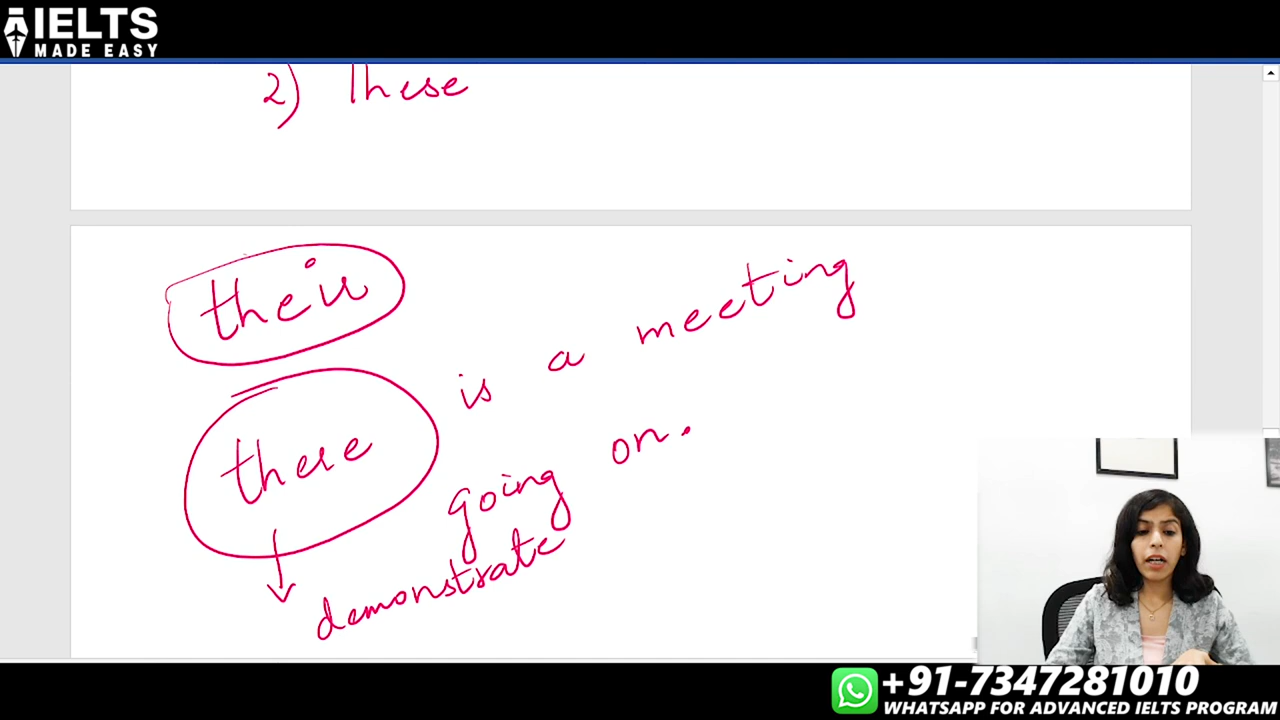 IELTS
MADE EASY
2) These
their
there is a meeting
going on.
demonstrate
+91-7347281010
WHATSAPP FOR ADVANCED IELTS PROGRAM